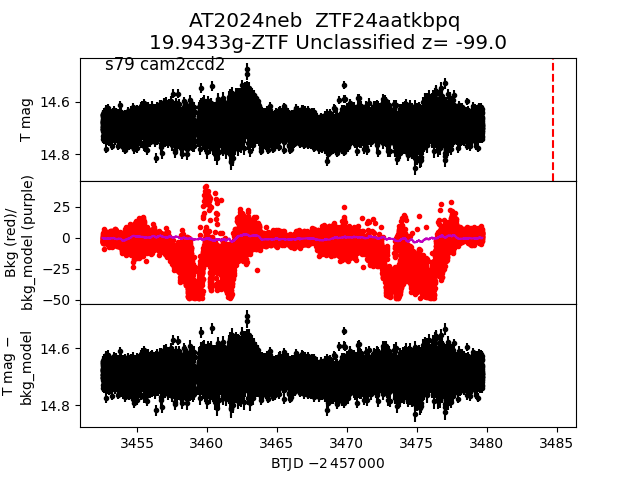 AT2024neb  ZTF24aatkbpq
19.9433g-ZTF Unclassified z= -99.0
s79 cam2ccd2
T mag
14.6
14.8
Bkg (red)/
bkg_model (purple)
25
0
−25
−50
T mag −
bkg_model
14.6
14.8
3455 3460 3465 3470 3475 3480 3485
BTJD −2 457 000